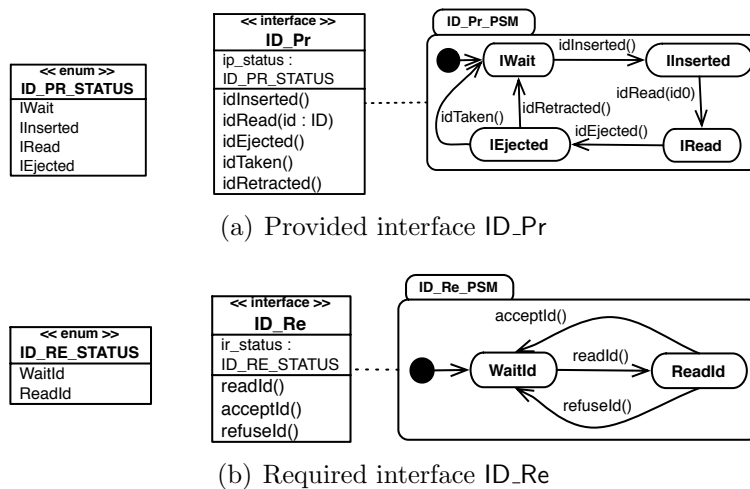 << enum >>
ID_PR_STATUS
IWait
IInserted
IRead
IEjected
<< interface >>
ID_Pr
ip_status :
ID_PR_STATUS
idInserted()
idRead(id : ID)
idEjected()
idTaken()
idRetracted()
ID_Pr_PSM
IWait
idInserted()
IInserted
idRead(id0)
idRetracted()
idTaken()
idEjected()
IEjected
IRead
(a) Provided interface ID_Pr
<< enum >>
ID_RE_STATUS
WaitId
ReadId
<< interface >>
ID_Re
ir_status :
ID_RE_STATUS
readId()
acceptId()
refuseId()
ID_Re_PSM
acceptId()
WaitId
readId()
ReadId
refuseId()
(b) Required interface ID_Re